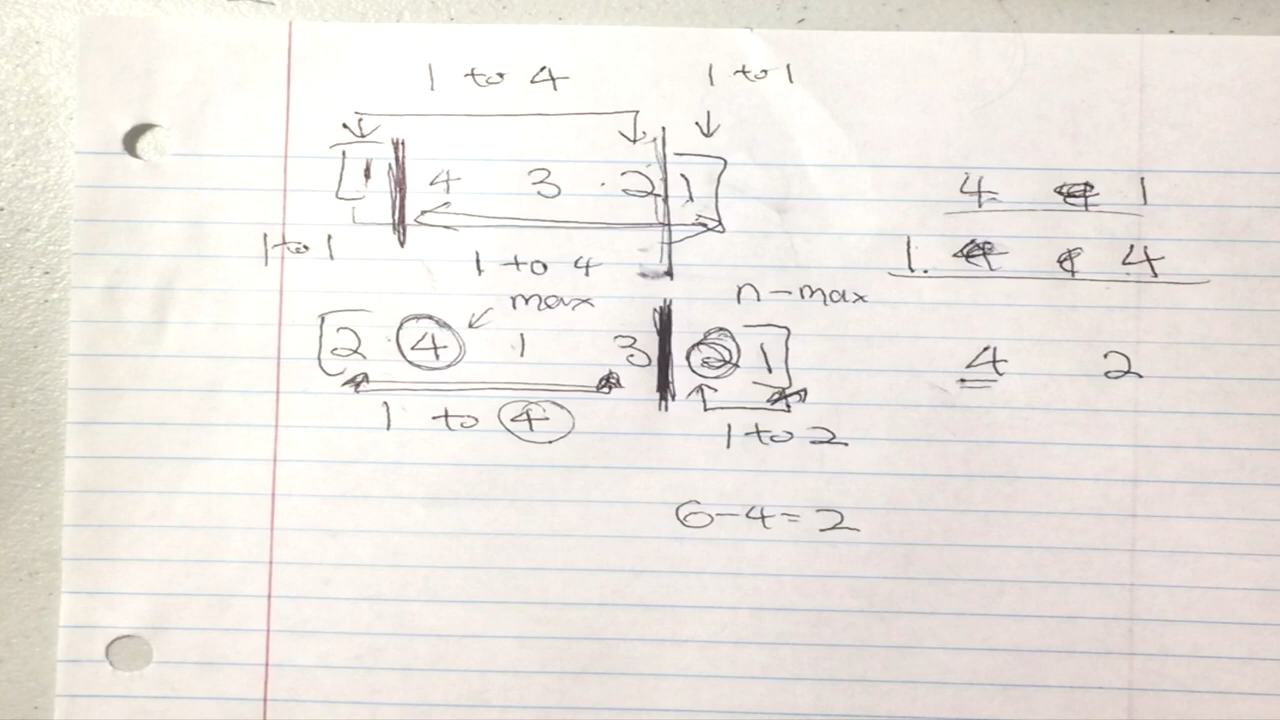 1 to 4 1 to 1
1 4 3 2 1 4 1
1 to 1 1 to 4 1. 4
max n-max
2 4 1 3 2 1 4 2
1 to 4 1 to 2
6-4=2